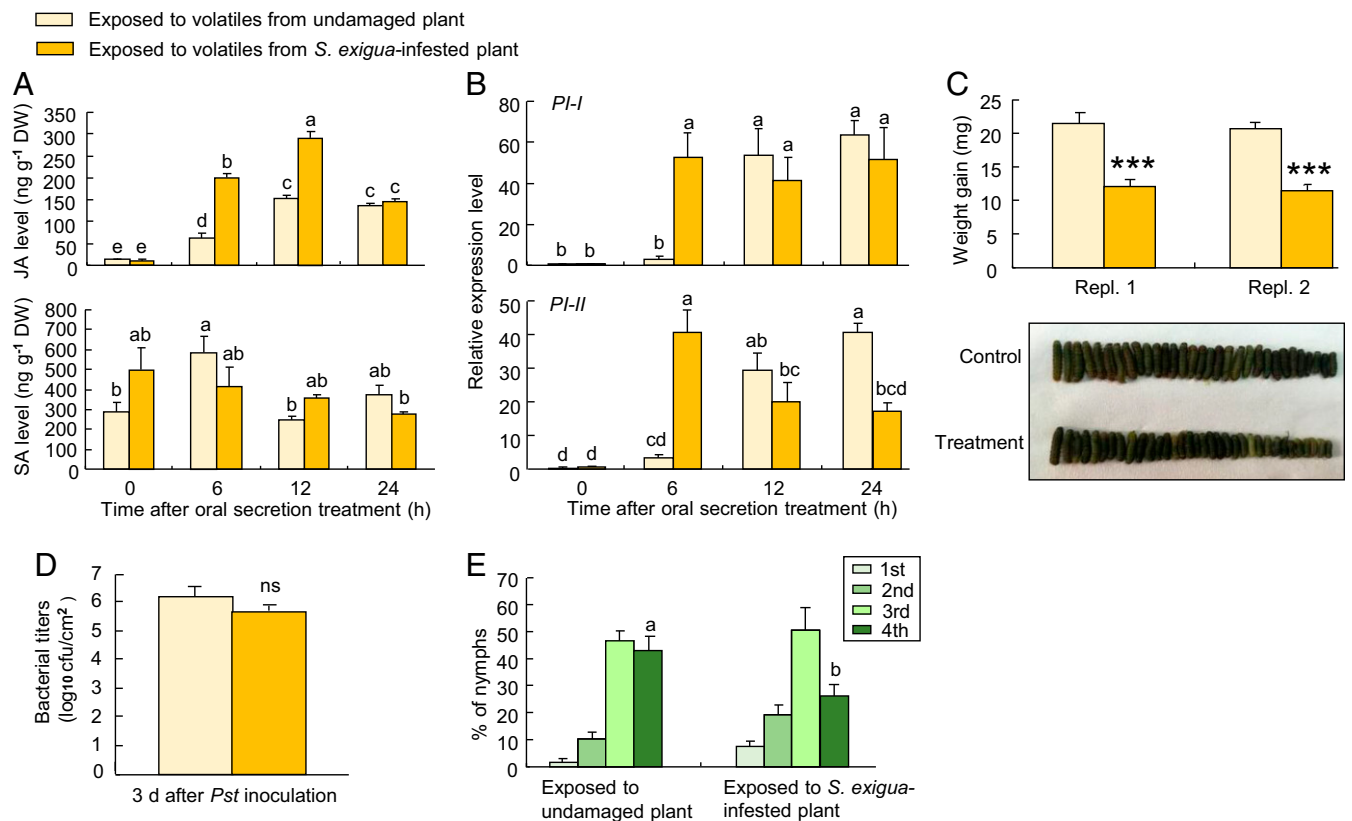 Exposed to volatiles from undamaged plant
Exposed to volatiles from S. exigua-infested plant
A
JA level (ng g⁻¹ DW)
350
300
250
200
150
100
50
0
e
e
d
b
c
a
c
c
SA level (ng g⁻¹ DW)
800
700
600
500
400
300
200
100
0
b
ab
a
ab
b
ab
ab
b
0
6
12
24
Time after oral secretion treatment (h)
B
Relative expression level
PI-I
80
60
40
20
0
b
b
b
a
a
a
a
a
PI-II
50
40
30
20
10
0
d
d
cd
a
ab
bc
a
bcd
0
6
12
24
Time after oral secretion treatment (h)
C
Weight gain (mg)
25
20
15
10
5
0
***
***
Repl. 1
Repl. 2
Control
Treatment
D
Bacterial titers
(log10 cfu/cm²)
7
6
5
4
3
2
1
0
ns
3 d after Pst inoculation
E
% of nymphs
70
60
50
40
30
20
10
0
a
b
1st
2nd
3rd
4th
Exposed to
undamaged plant
Exposed to S. exigua-
infested plant